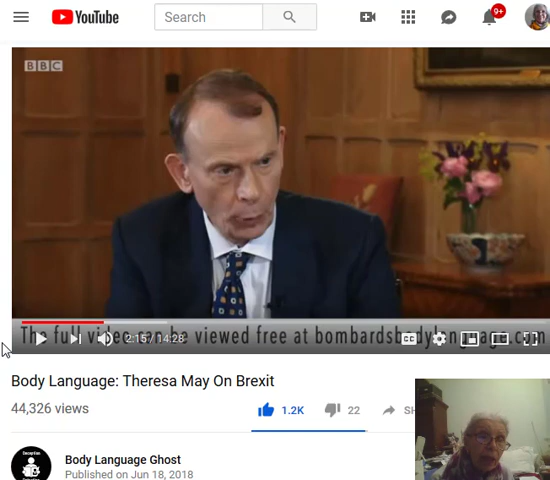 YouTube
Search
9+
BBC
The full video can be viewed free at bombardsbodylanguage.com
2:15 / 14:28
CC
Body Language: Theresa May On Brexit
44,326 views
1.2K 22 SH
Body Language Ghost
Published on Jun 18, 2018